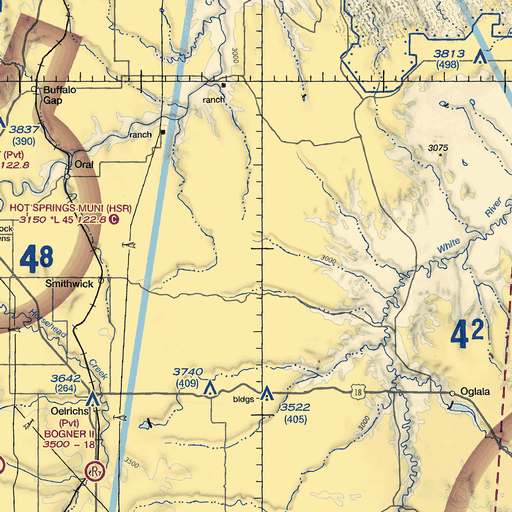 3813
(498)
3000
Buffalo
Gap
ranch
3837
(390)
ranch
(Pvt)
122.8
Oral
3075
HOT SPRINGS MUNI (HSR)
3150 *L 45 122.8 C
River
White
48
3000
Smithwick
Horsehead
Creek
42
3740
(409)
3642
(264)
bldgs
18
Oglala
Oelrichs
3522
(405)
(Pvt)
BOGNER II
3500 - 18
3000
3500
R